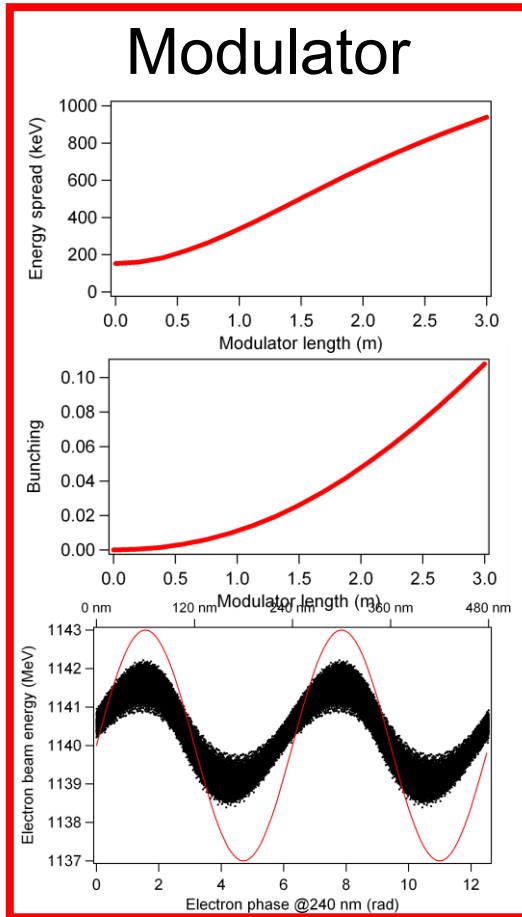 Modulator
Energy spread (keV)
1000
800
600
400
200
0
0.0 0.5 1.0 1.5 2.0 2.5 3.0
Modulator length (m)
Bunching
0.10
0.08
0.06
0.04
0.02
0.00
0.0 0.5 1.0 1.5 2.0 2.5 3.0
Modulator length (m)
0 nm 120 nm 240 nm 360 nm 480 nm
Electron beam energy (MeV)
1143
1142
1141
1140
1139
1138
1137
0 2 4 6 8 10 12
Electron phase @240 nm (rad)